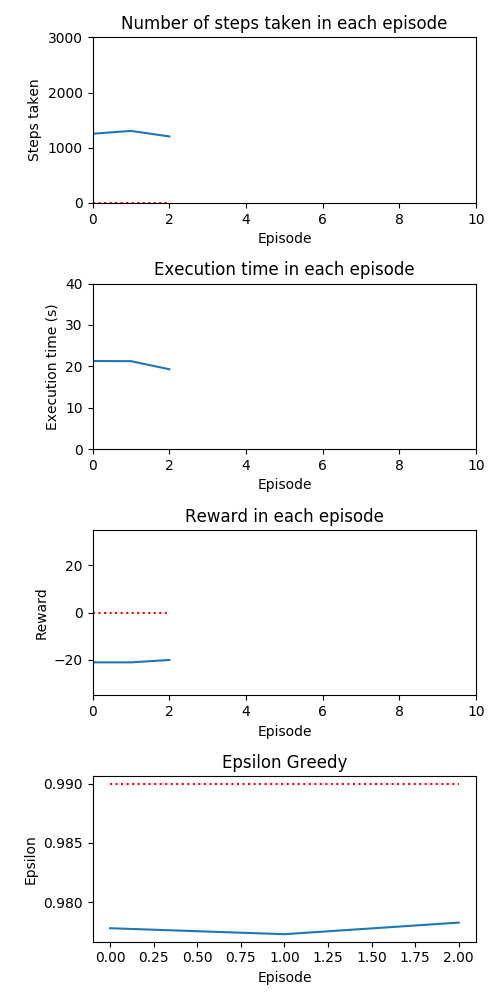 Number of steps taken in each episode
3000
2000
1000
0
Steps taken
0 2 4 6 8 10
Episode
Execution time in each episode
40
30
20
10
0
Execution time (s)
0 2 4 6 8 10
Episode
Reward in each episode
20
0
−20
Reward
0 2 4 6 8 10
Episode
Epsilon Greedy
0.990
0.985
0.980
Epsilon
0.00 0.25 0.50 0.75 1.00 1.25 1.50 1.75 2.00
Episode